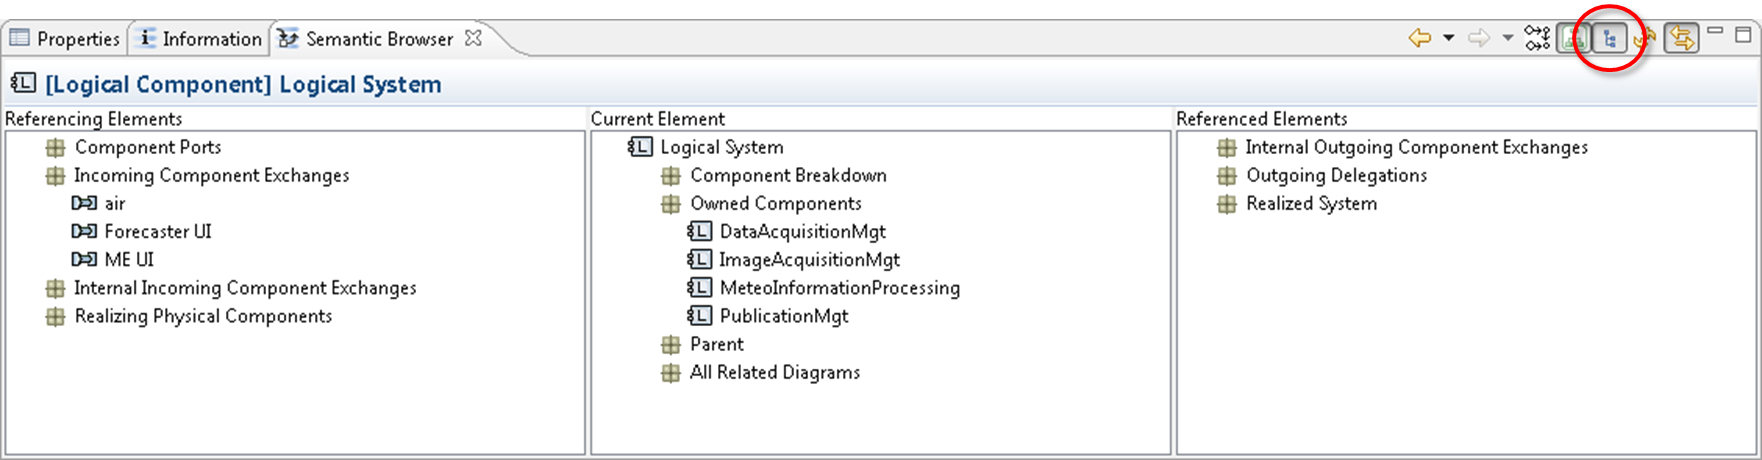 Properties
Information
Semantic Browser
[Logical Component] Logical System
Referencing Elements
Component Ports
Incoming Component Exchanges
air
Forecaster UI
ME UI
Internal Incoming Component Exchanges
Realizing Physical Components
Current Element
Logical System
Component Breakdown
Owned Components
DataAcquisitionMgt
ImageAcquisitionMgt
MeteoInformationProcessing
PublicationMgt
Parent
All Related Diagrams
Referenced Elements
Internal Outgoing Component Exchanges
Outgoing Delegations
Realized System